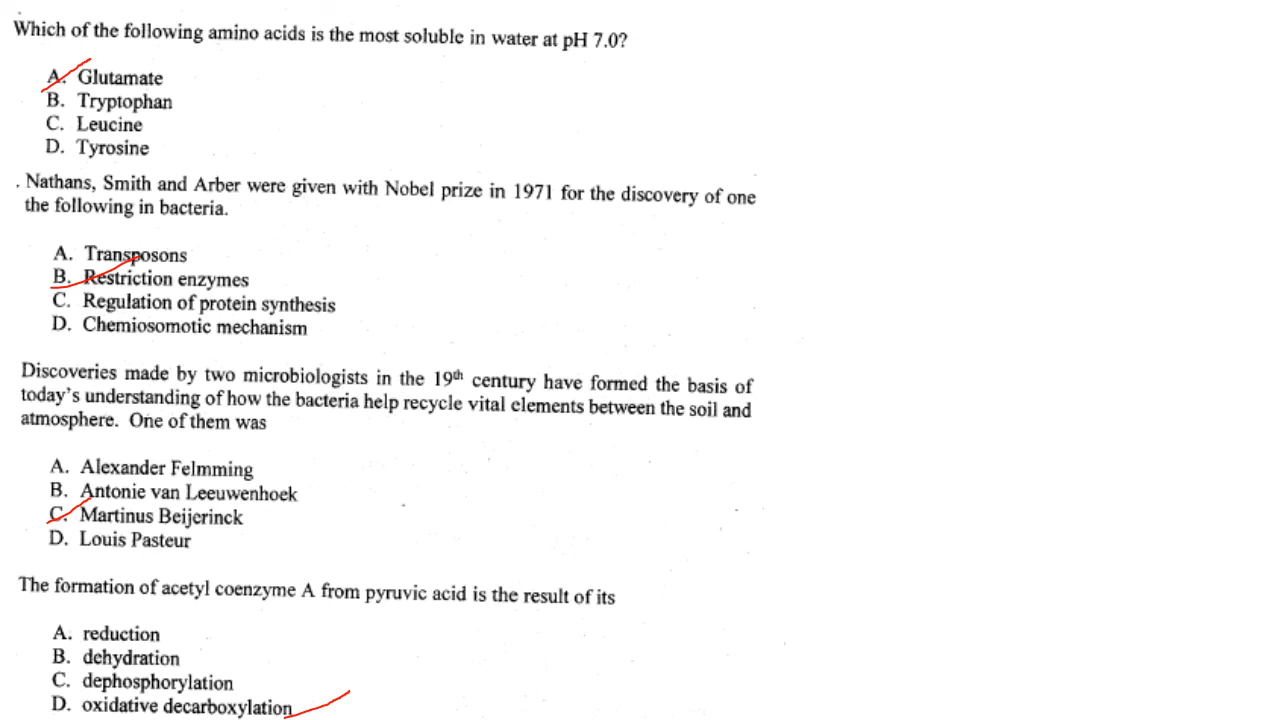 Which of the following amino acids is the most soluble in water at pH 7.0?
A. Glutamate
B. Tryptophan
C. Leucine
D. Tyrosine
. Nathans, Smith and Arber were given with Nobel prize in 1971 for the discovery of one
the following in bacteria.
A. Transposons
B. Restriction enzymes
C. Regulation of protein synthesis
D. Chemiosomotic mechanism
Discoveries made by two microbiologists in the 19th century have formed the basis of
today's understanding of how the bacteria help recycle vital elements between the soil and
atmosphere. One of them was
A. Alexander Felmming
B. Antonie van Leeuwenhoek
C. Martinus Beijerinck
D. Louis Pasteur
The formation of acetyl coenzyme A from pyruvic acid is the result of its
A. reduction
B. dehydration
C. dephosphorylation
D. oxidative decarboxylation